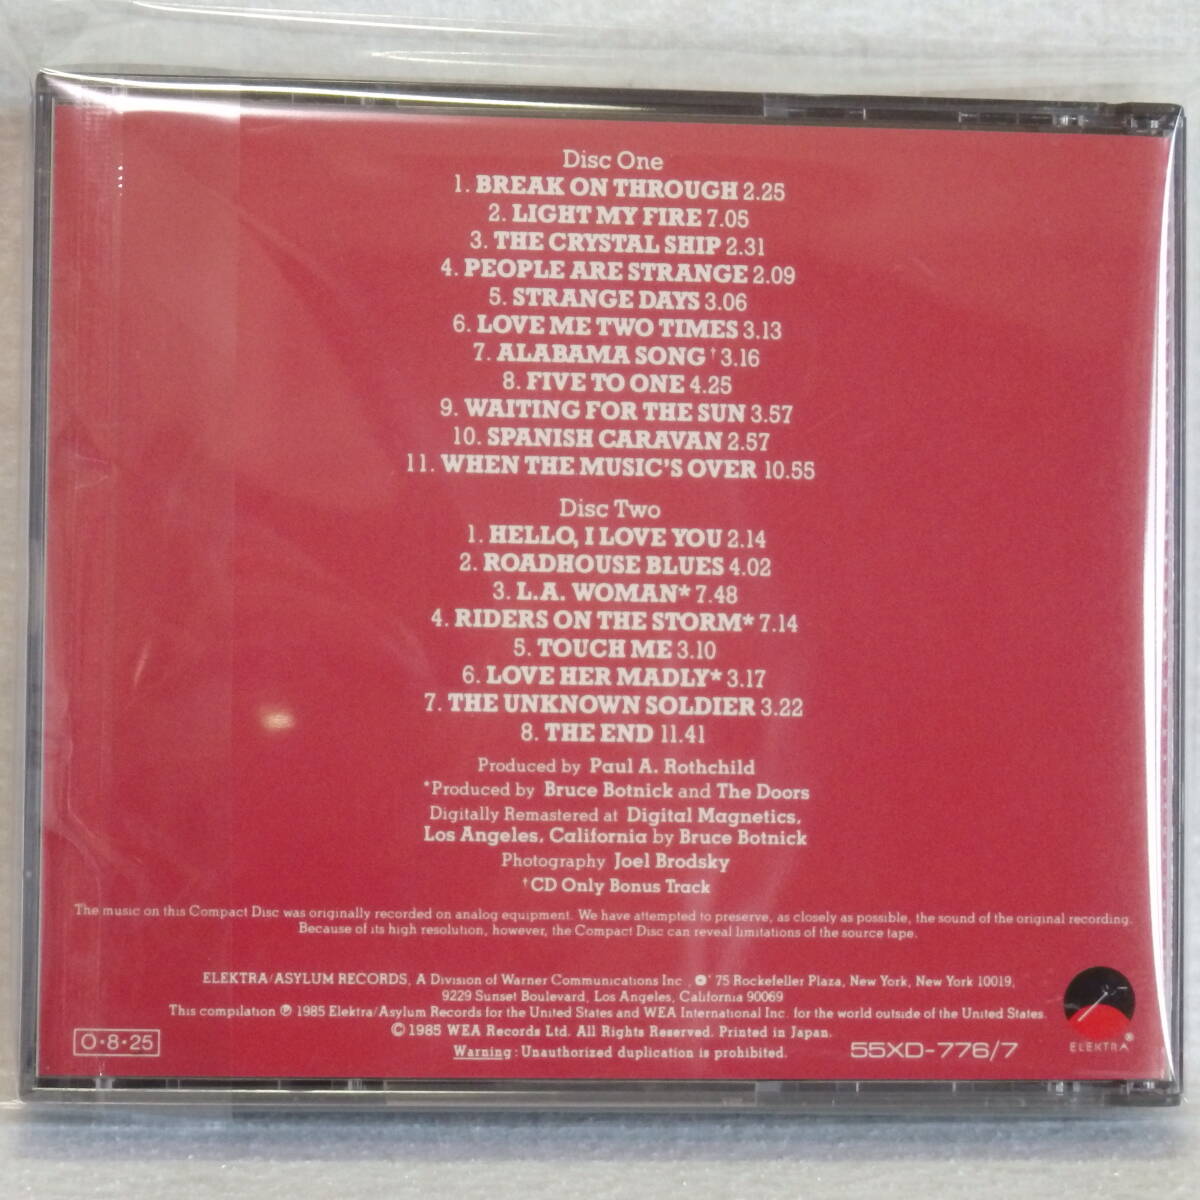 Disc One
1. BREAK ON THROUGH 2.25
2. LIGHT MY FIRE 7.05
3. THE CRYSTAL SHIP 2.31
4. PEOPLE ARE STRANGE 2.09
5. STRANGE DAYS 3.06
6. LOVE ME TWO TIMES 3.13
7. ALABAMA SONG † 3.16
8. FIVE TO ONE 4.25
9. WAITING FOR THE SUN 3.57
10. SPANISH CARAVAN 2.57
11. WHEN THE MUSIC'S OVER 10.55
Disc Two
1. HELLO, I LOVE YOU 2.14
2. ROADHOUSE BLUES 4.02
3. L.A. WOMAN* 7.48
4. RIDERS ON THE STORM* 7.14
5. TOUCH ME 3.10
6. LOVE HER MADLY* 3.17
7. THE UNKNOWN SOLDIER 3.22
8. THE END 11.41
Produced by Paul A. Rothchild
*Produced by Bruce Botnick and The Doors
Digitally Remastered at Digital Magnetics,
Los Angeles, California by Bruce Botnick
Photography Joel Brodsky
†CD Only Bonus Track
The music on this Compact Disc was originally recorded on analog equipment. We have attempted to preserve, as closely as possible, the sound of the original recording.
Because of its high resolution, however, the Compact Disc can reveal limitations of the source tape.
ELEKTRA/ASYLUM RECORDS, A Division of Warner Communications Inc., 75 Rockefeller Plaza, New York, New York 10019,
9229 Sunset Boulevard, Los Angeles, California 90069
This compilation ℗ 1985 Elektra/Asylum Records for the United States and WEA International Inc. for the world outside of the United States.
© 1985 WEA Records Ltd. All Rights Reserved. Printed in Japan.
Warning: Unauthorized duplication is prohibited.
O·8·25
55XD-776/7
ELEKTRA®